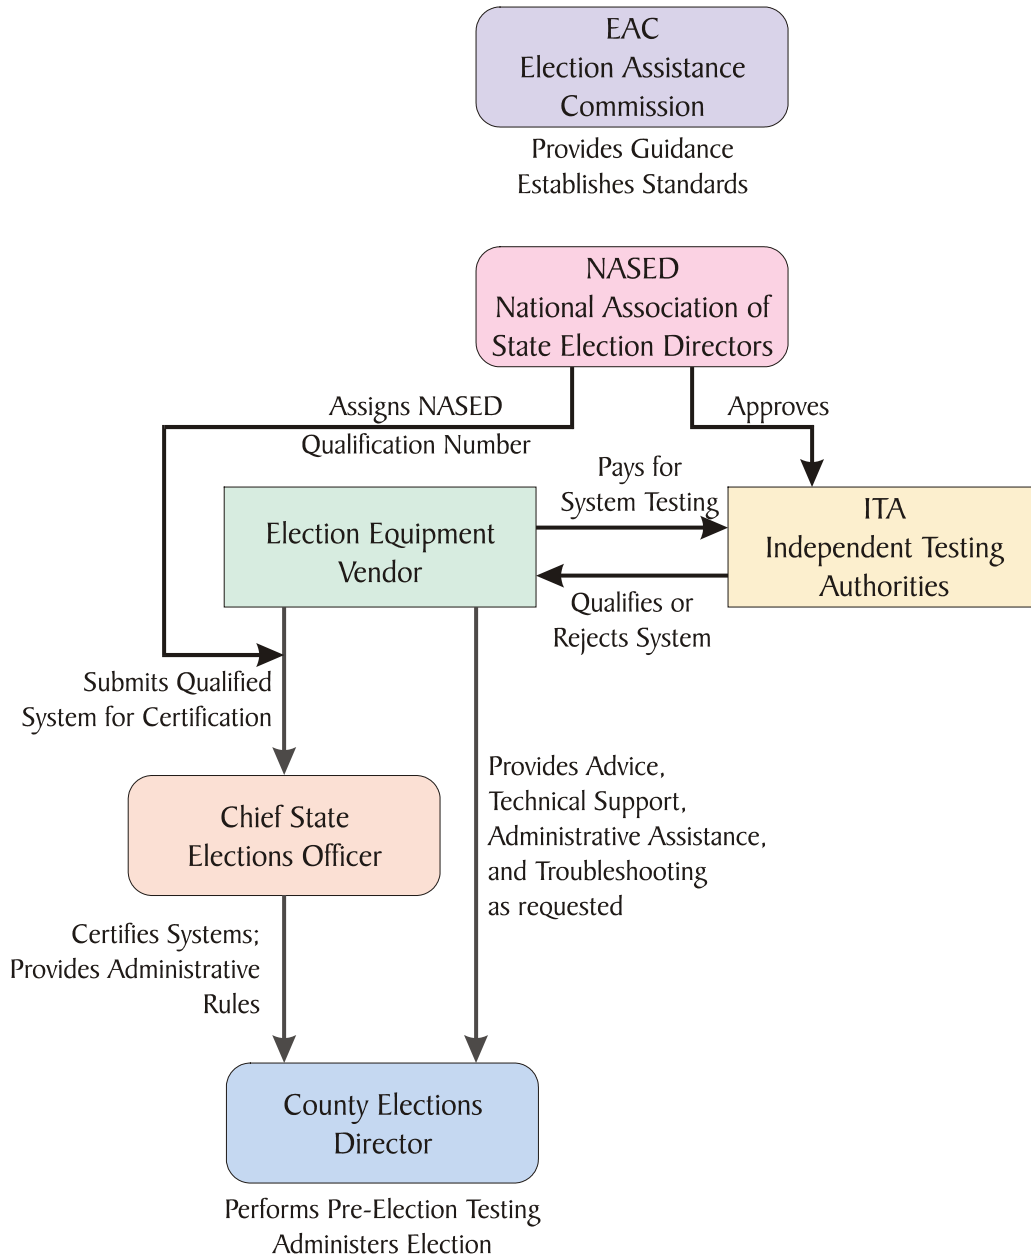 EAC
Election Assistance
Commission
Provides Guidance
Establishes Standards
NASED
National Association of
State Election Directors
Assigns NASED
Qualification Number
Approves
Pays for
System Testing
Election Equipment
Vendor
ITA
Independent Testing
Authorities
Qualifies or
Rejects System
Submits Qualified
System for Certification
Provides Advice,
Technical Support,
Administrative Assistance,
and Troubleshooting
as requested
Chief State
Elections Officer
Certifies Systems;
Provides Administrative
Rules
County Elections
Director
Performs Pre-Election Testing
Administers Election